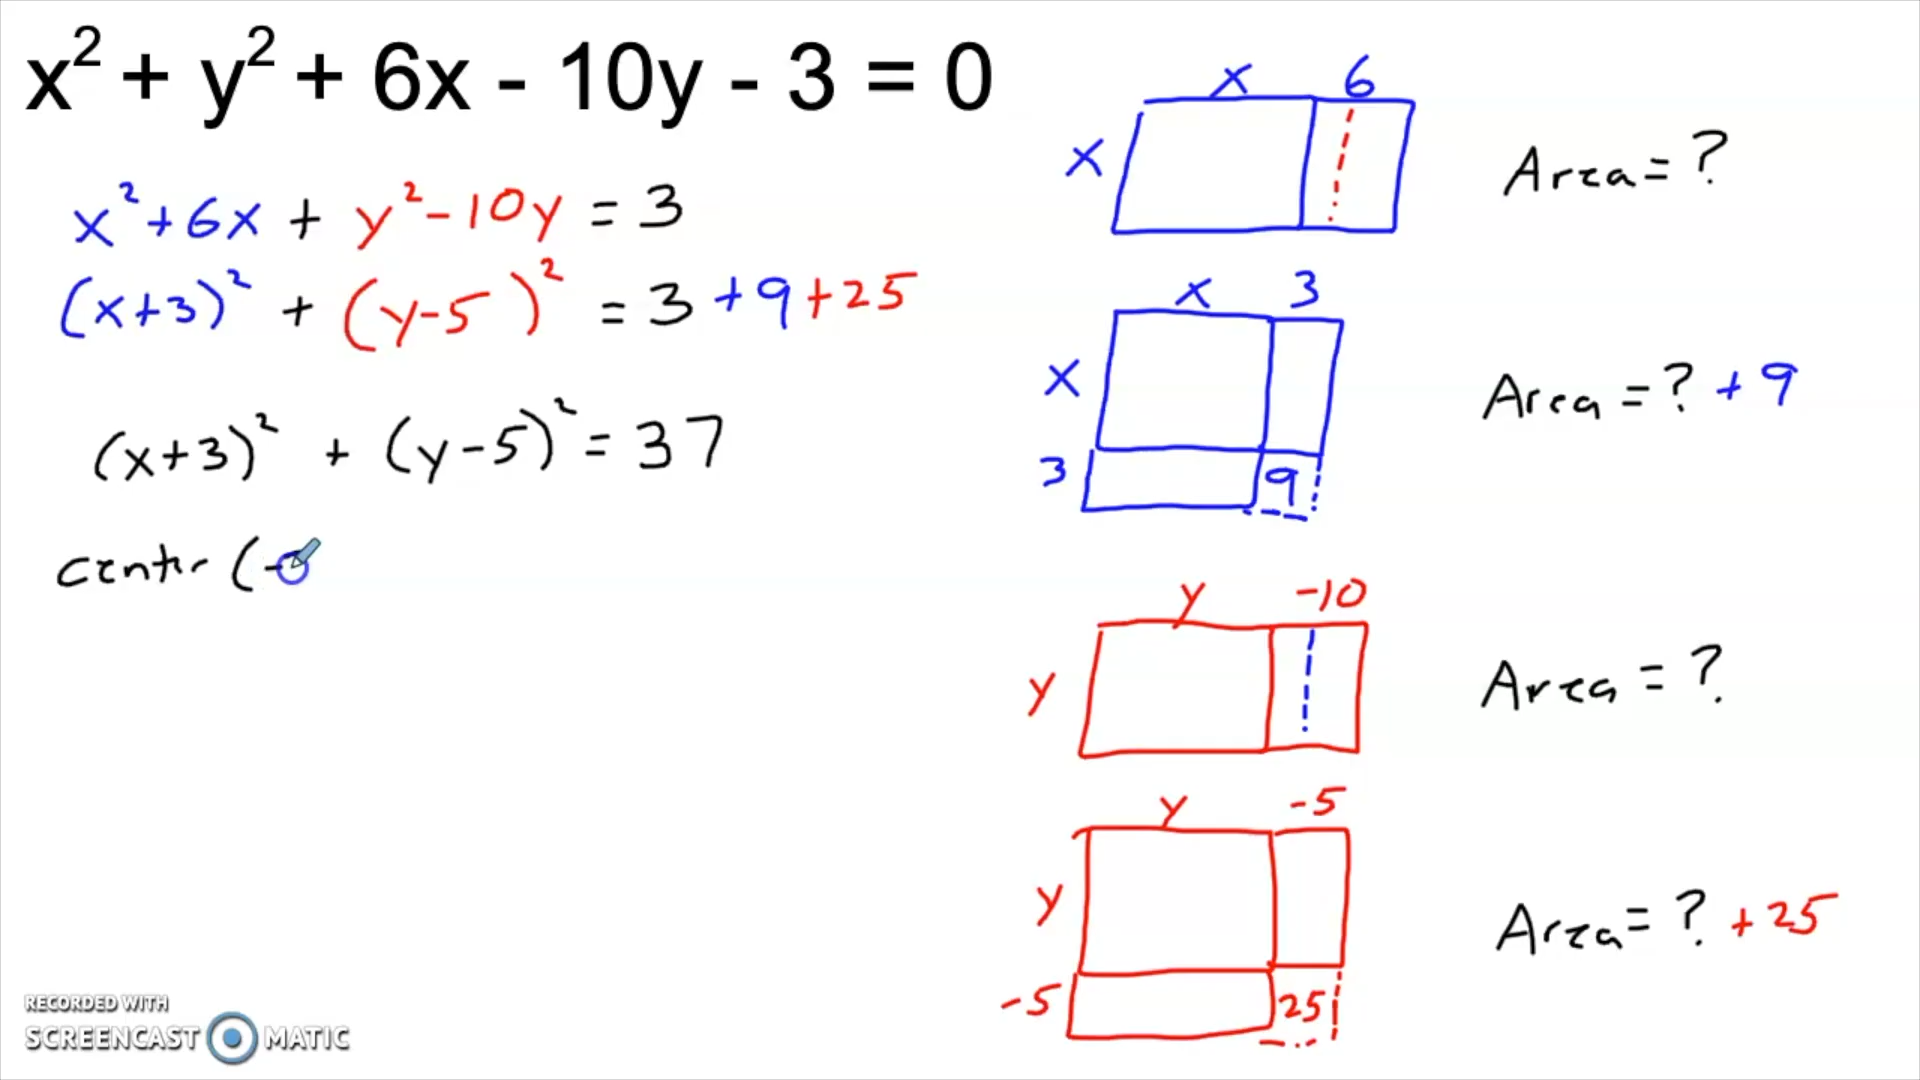 x² + y² + 6x - 10y - 3 = 0
x² + 6x + y² - 10y = 3
(x+3)² + (y-5)² = 3 + 9 + 25
(x+3)² + (y-5)² = 37
center (-
x 6
x
Area = ?
x 3
x
3 9
Area = ? + 9
y -10
y
Area = ?
y -5
y
-5 25
Area = ? + 25
RECORDED WITH
SCREENCAST MATIC